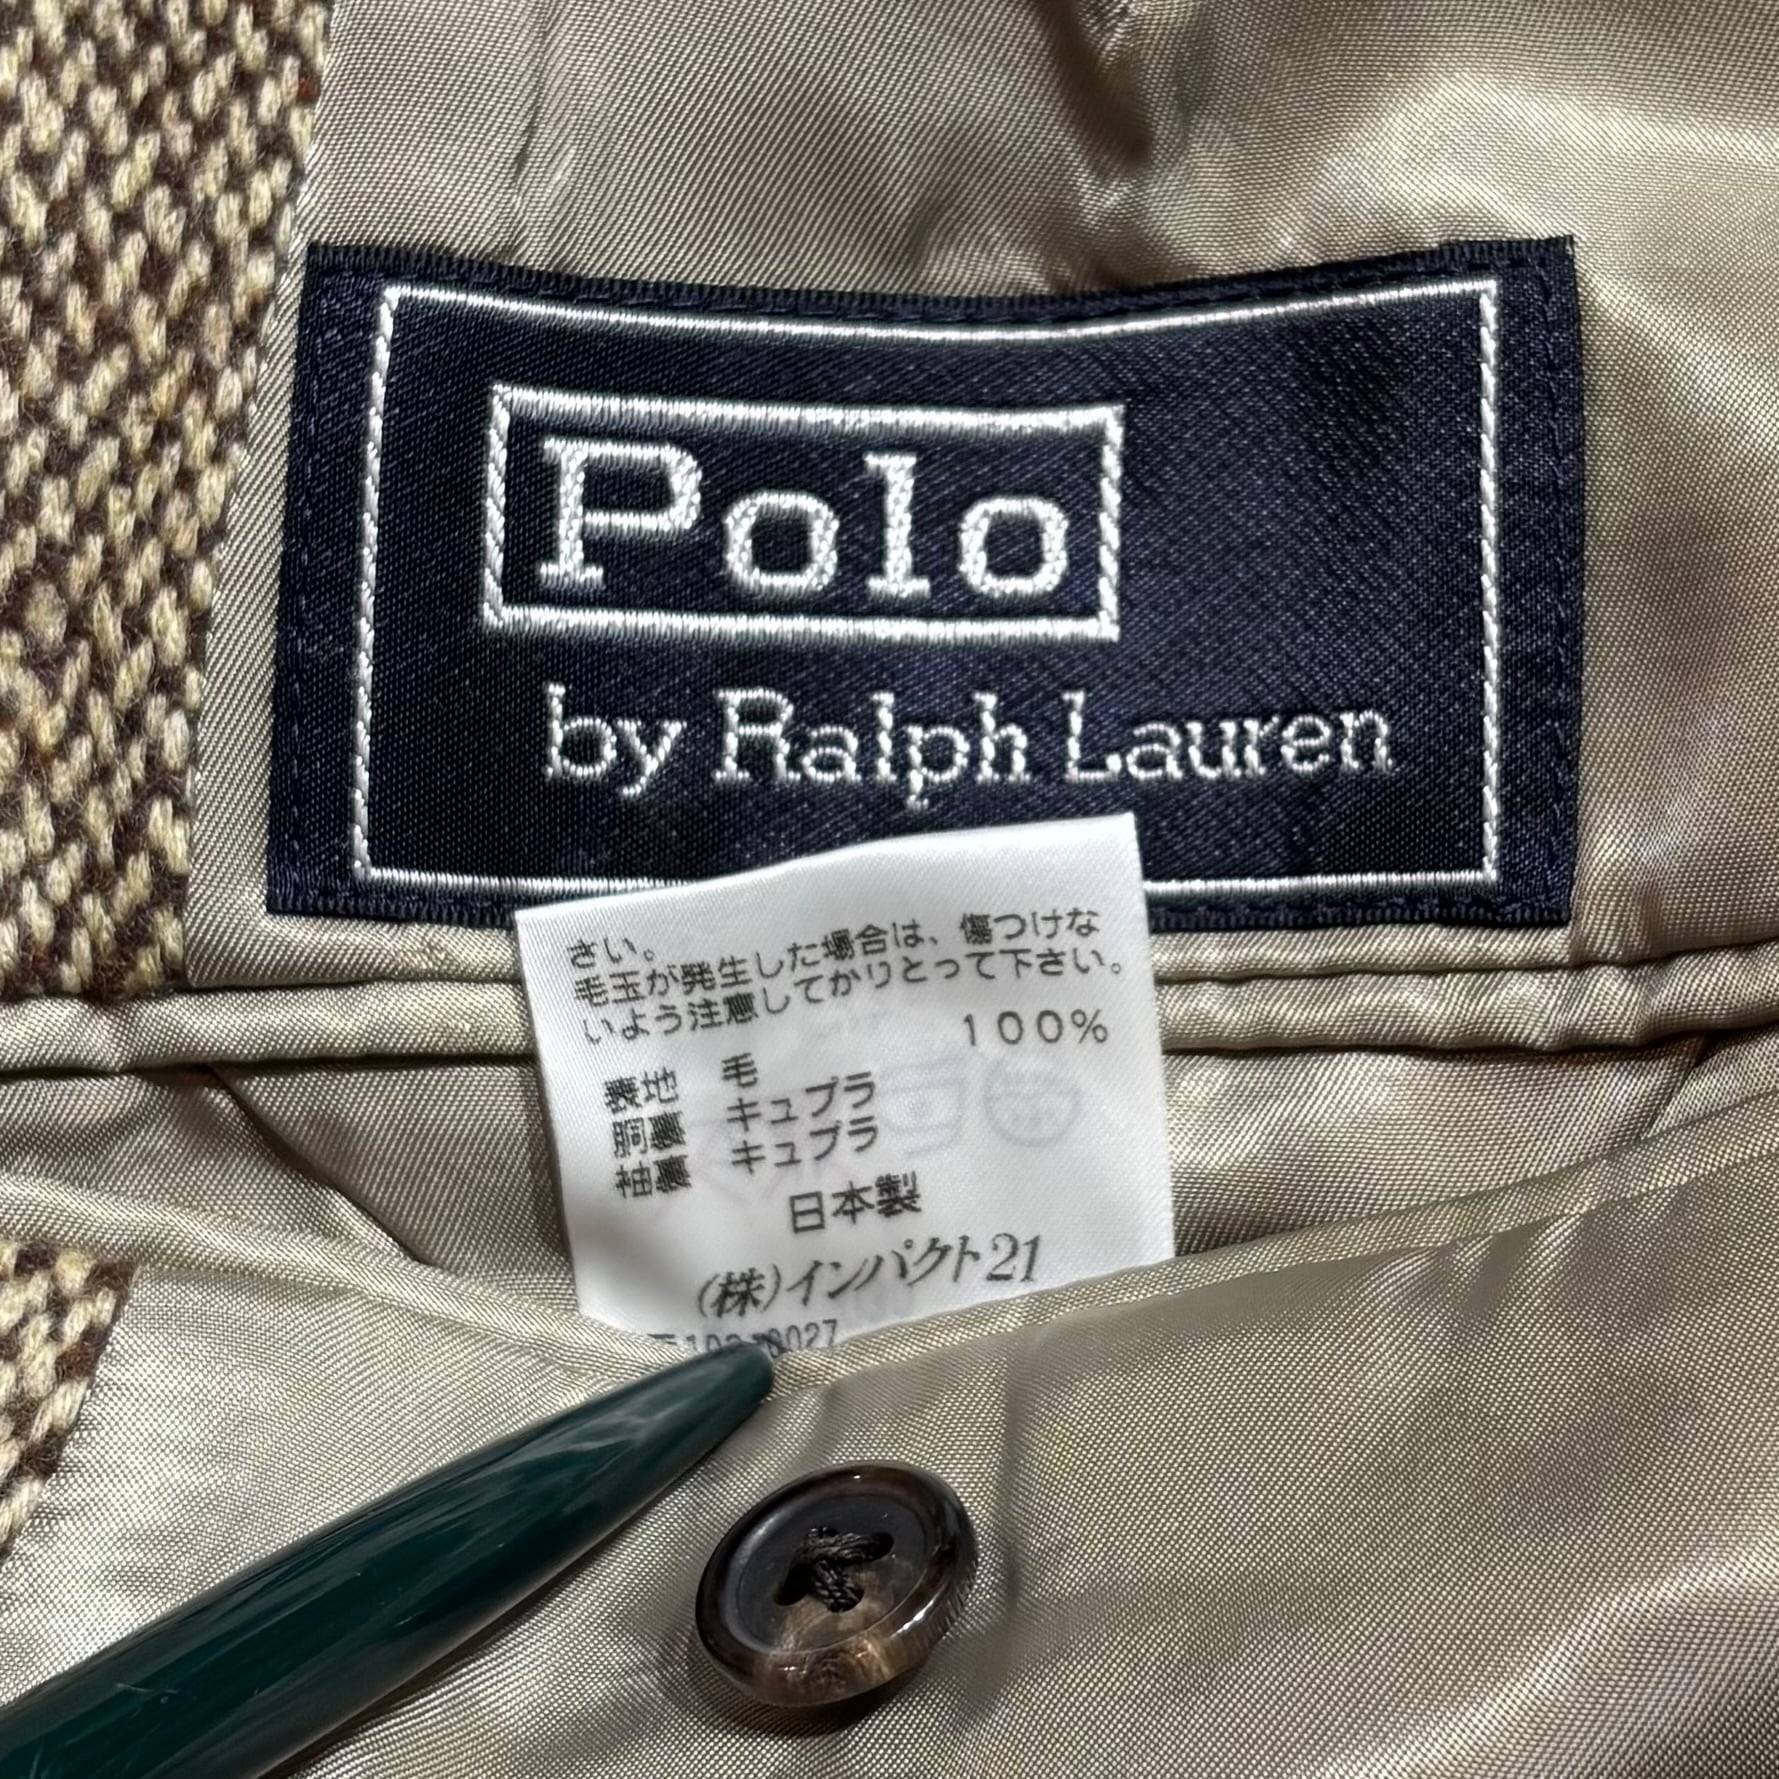 Polo
by Ralph Lauren
さい。
毛玉が発生した場合は、傷つけな
いよう注意してかりとって下さい。
表地 毛 100%
胴裏 キュプラ
袖裏 キュプラ
日本製
(株)インパクト21